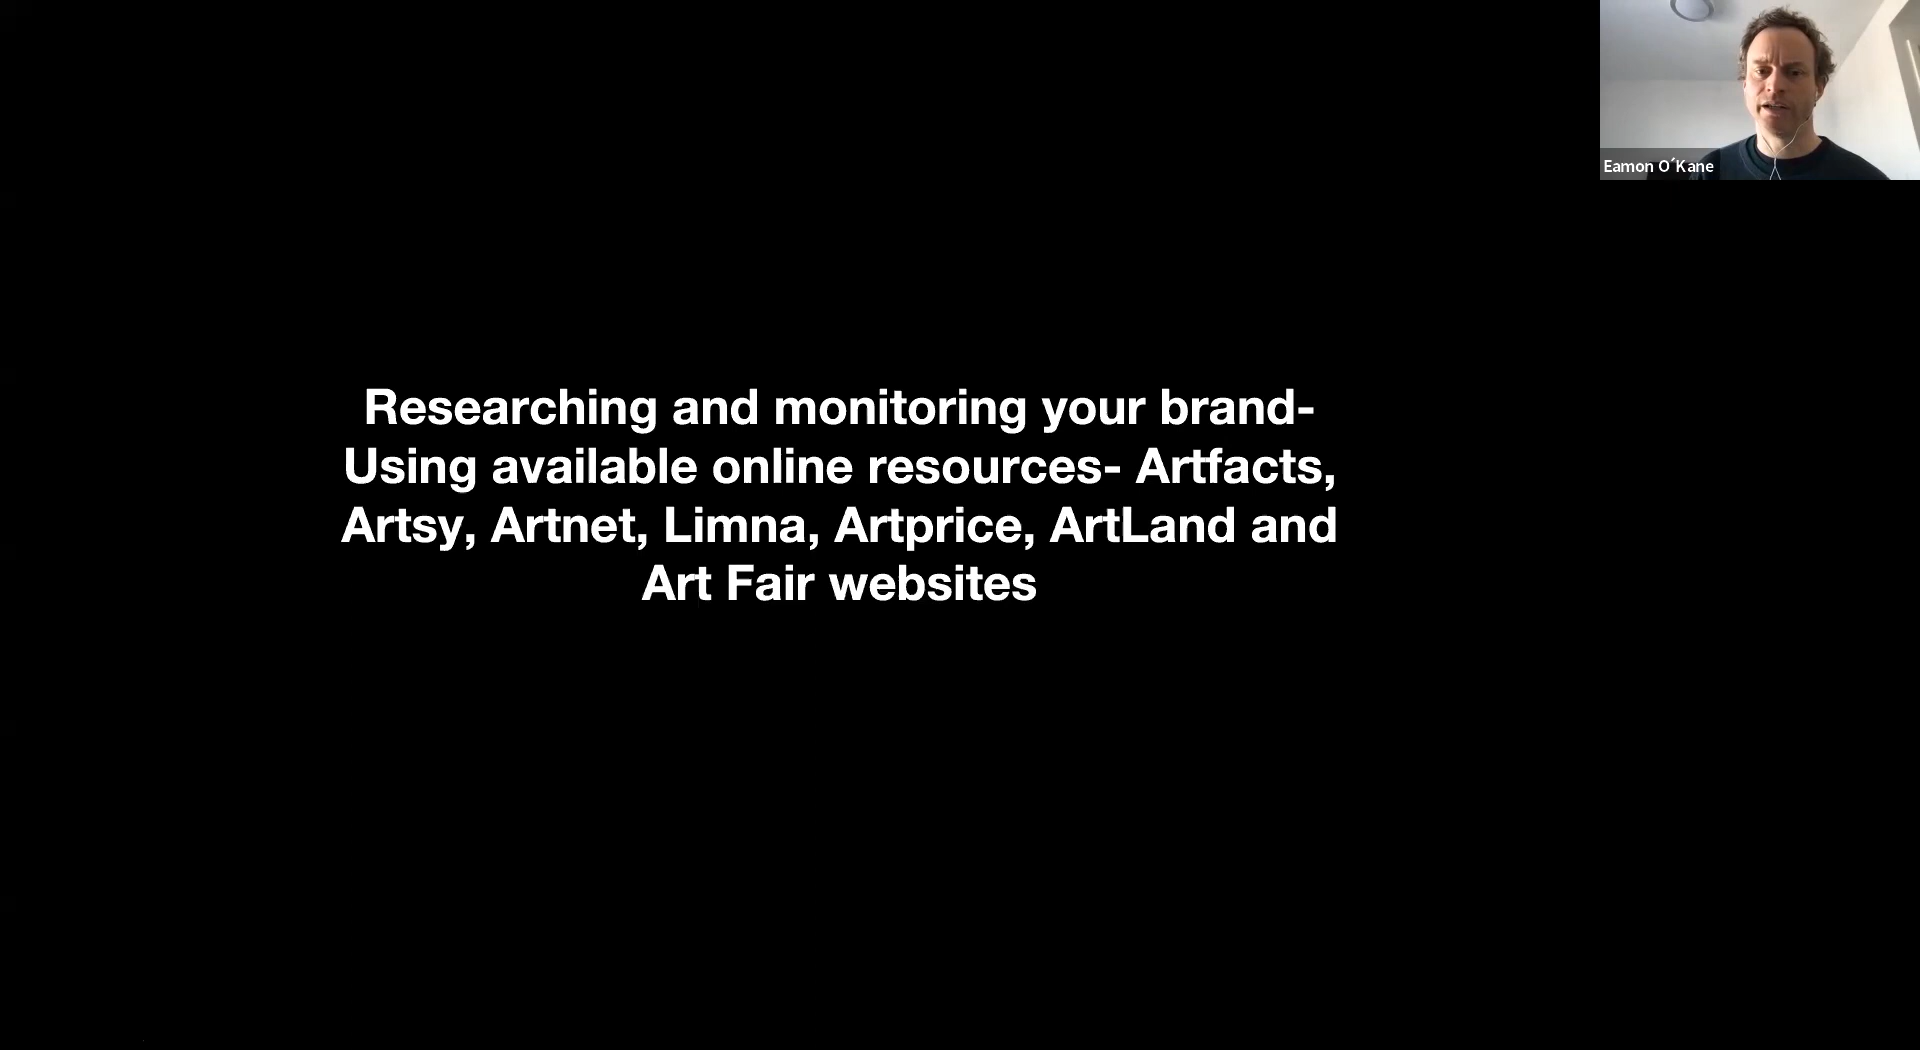 Researching and monitoring your brand-
Using available online resources- Artfacts,
Artsy, Artnet, Limna, Artprice, ArtLand and
Art Fair websites
Eamon O´Kane